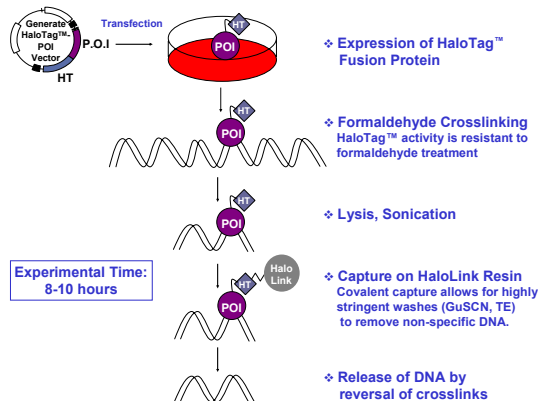 Generate
HaloTag™-
POI
Vector
P.O.I
HT
Transfection
HT
POI
❖ Expression of HaloTag™
Fusion Protein
HT
POI
❖ Formaldehyde Crosslinking
HaloTag™ activity is resistant to
formaldehyde treatment
HT
POI
❖ Lysis, Sonication
Experimental Time:
8-10 hours
Halo
Link
HT
POI
❖ Capture on HaloLink Resin
Covalent capture allows for highly
stringent washes (GuSCN, TE)
to remove non-specific DNA.
❖ Release of DNA by
reversal of crosslinks